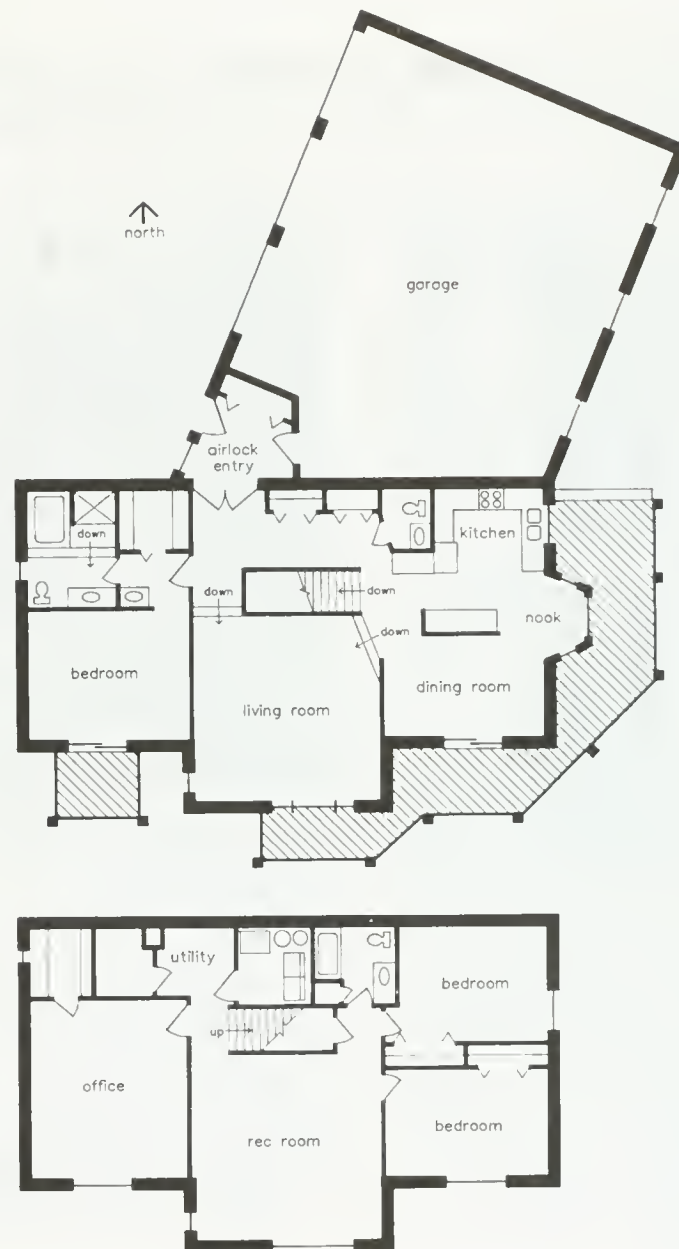 north
garage
airlock
entry
down
kitchen
down
down
down
nook
bedroom
living room
dining room
utility
bedroom
up
office
rec room
bedroom